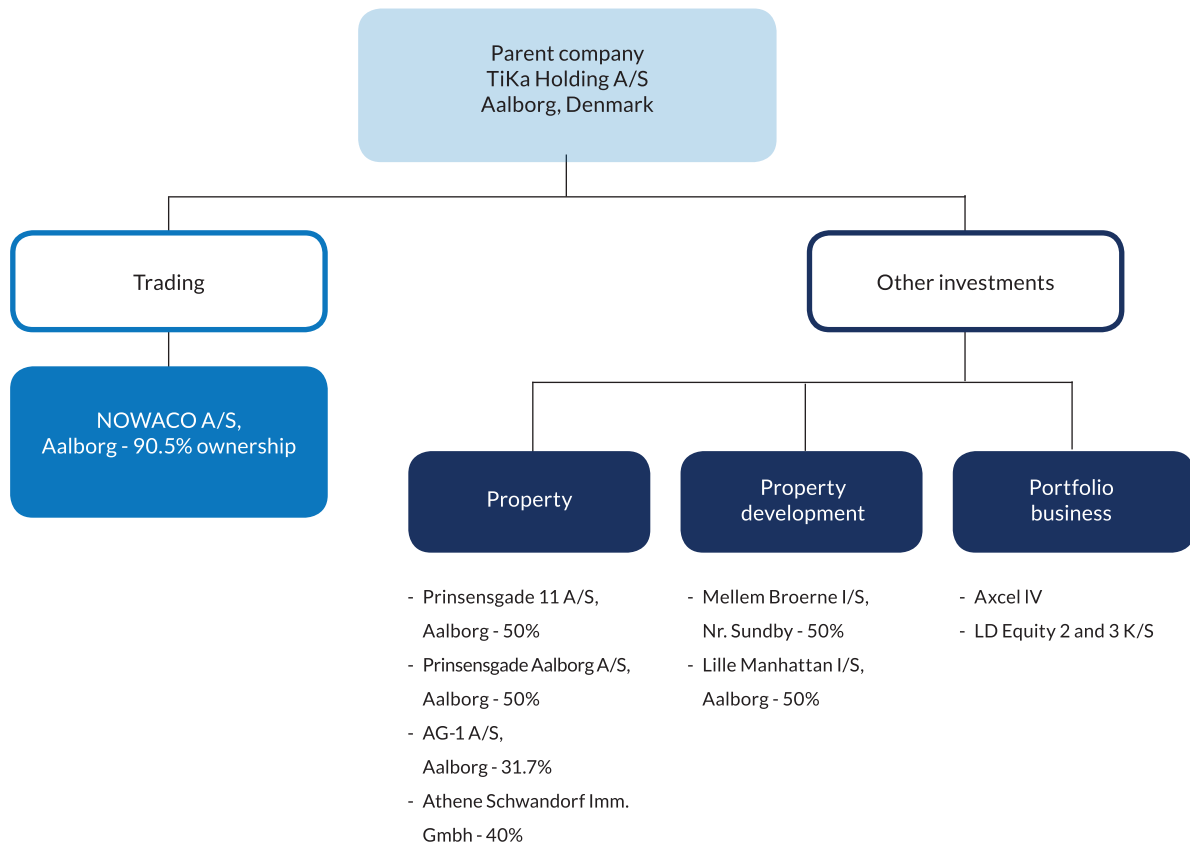 Parent company
TiKa Holding A/S
Aalborg, Denmark
Trading
Other investments
NOWACO A/S,
Aalborg - 90.5% ownership
Property
Property
development
Portfolio
business
- Prinsensgade 11 A/S,
Aalborg - 50%
- Prinsensgade Aalborg A/S,
Aalborg - 50%
- AG-1 A/S,
Aalborg - 31.7%
- Athene Schwandorf Imm.
Gmbh - 40%
- Mellem Broerne I/S,
Nr. Sundby - 50%
- Lille Manhattan I/S,
Aalborg - 50%
- Axcel IV
- LD Equity 2 and 3 K/S